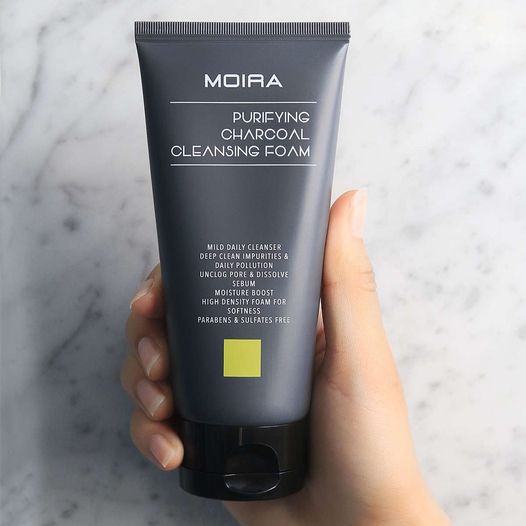 MOIRA
PURIFYING
CHARCOAL
CLEANSING FOAM
MILD DAILY CLEANSER
DEEP CLEAN IMPURITIES &
DAILY POLLUTION
UNCLOG PORE & DISSOLVE
SEBUM
MOISTURE BOOST
HIGH DENSITY FOAM FOR
SOFTNESS
PARABENS & SULFATES FREE